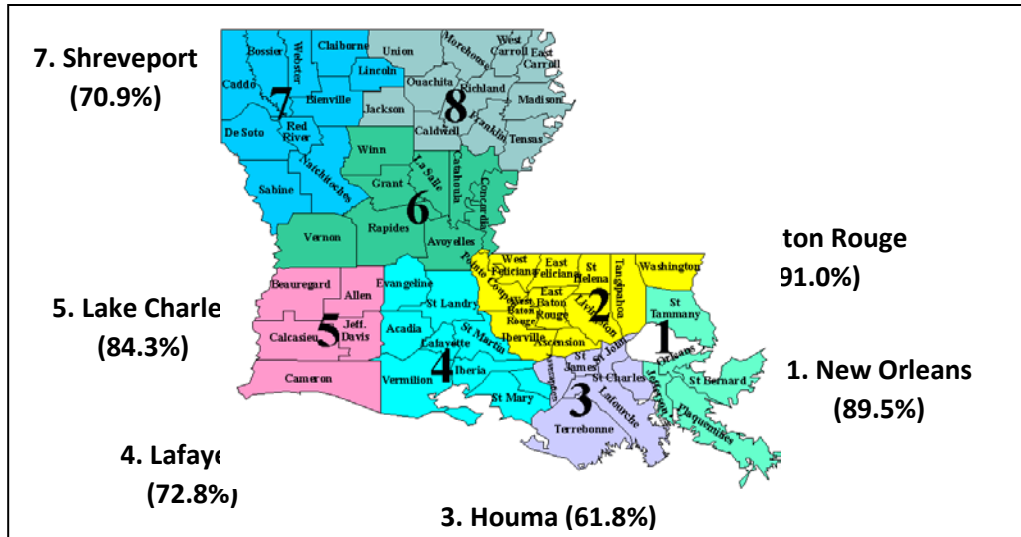 7. Shreveport
(70.9%)
Bossier
Webster
Claiborne
Lincoln
Caddo
7
Bienville
De Soto
Red
River
Natchitoches
Sabine
Union
Morehouse
West
Carroll
East
Carroll
Ouachita
Richland
8
Madison
Jackson
Caldwell
Franklin
Tensas
Winn
La Salle
Catahoula
Concordia
Grant
6
Rapides
Vernon
Avoyelles
ton Rouge
91.0%)
5. Lake Charle
(84.3%)
Beauregard
Allen
Calcasieu
5
Jeff.
Davis
Cameron
Evangeline
St Landry
Acadia
Lafayette
St Martin
4
Iberia
Vermilion
St Mary
Pointe Coupee
West
Feliciana
East
Feliciana
St
Helena
Tangipahoa
Washington
West
Baton
Rouge
East
Baton
Rouge
2
Livingston
Iberville
Ascension
St
Tammany
1
Orleans
St Bernard
Jefferson
Plaquemines
St John
St
James
St Charles
3
Lafourche
Terrebonne
1. New Orleans
(89.5%)
4. Lafaye
(72.8%)
3. Houma (61.8%)